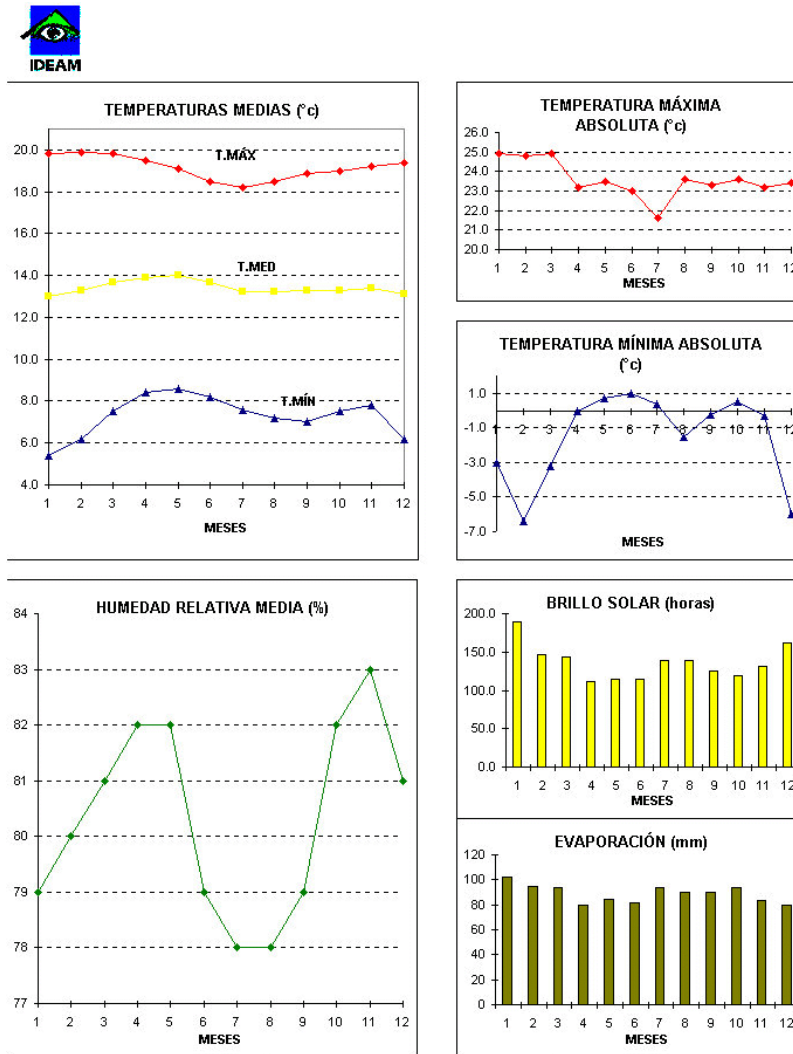 IDEAM
TEMPERATURAS MEDIAS (°c)
20.0
18.0
16.0
14.0
12.0
10.0
8.0
6.0
4.0
T.MÁX
T.MED
T.MÍN
1 2 3 4 5 6 7 8 9 10 11 12
MESES
TEMPERATURA MÁXIMA
ABSOLUTA (°c)
26.0
25.0
24.0
23.0
22.0
21.0
20.0
1 2 3 4 5 6 7 8 9 10 11 12
MESES
TEMPERATURA MÍNIMA ABSOLUTA
(°c)
1.0
-1.0
-3.0
-5.0
-7.0
1 2 3 4 5 6 7 8 9 10 11 12
MESES
HUMEDAD RELATIVA MEDIA (%)
84
83
82
81
80
79
78
77
1 2 3 4 5 6 7 8 9 10 11 12
MESES
BRILLO SOLAR (horas)
200.0
150.0
100.0
50.0
0.0
1 2 3 4 5 6 7 8 9 10 11 12
MESES
EVAPORACIÓN (mm)
120
100
80
60
40
20
0
1 2 3 4 5 6 7 8 9 10 11 12
MESES